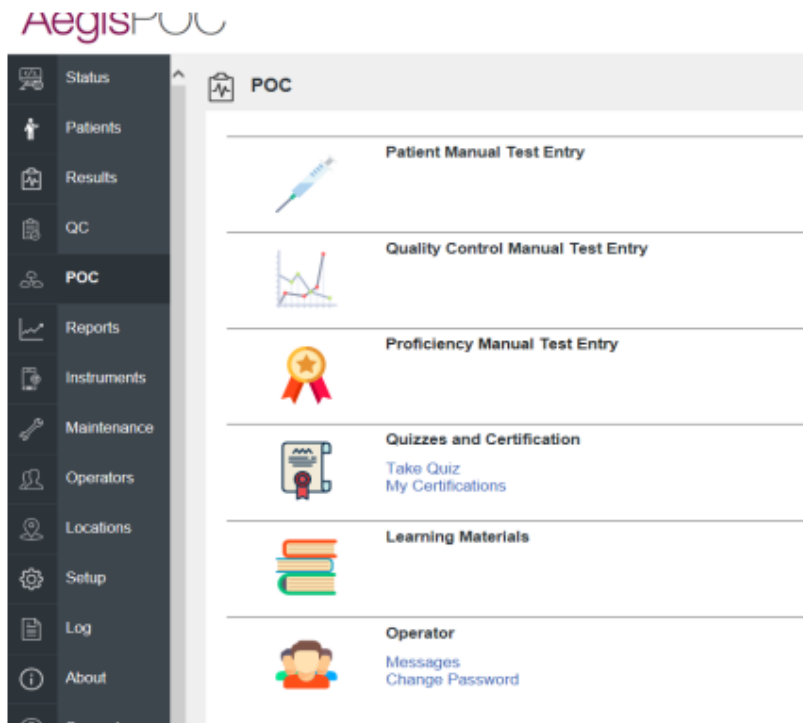 AegisPOC
Status
Patients
Results
QC
POC
Reports
Instruments
Maintenance
Operators
Locations
Setup
Log
About
POC
Patient Manual Test Entry
Quality Control Manual Test Entry
Proficiency Manual Test Entry
Quizzes and Certification
Take Quiz
My Certifications
Learning Materials
Operator
Messages
Change Password